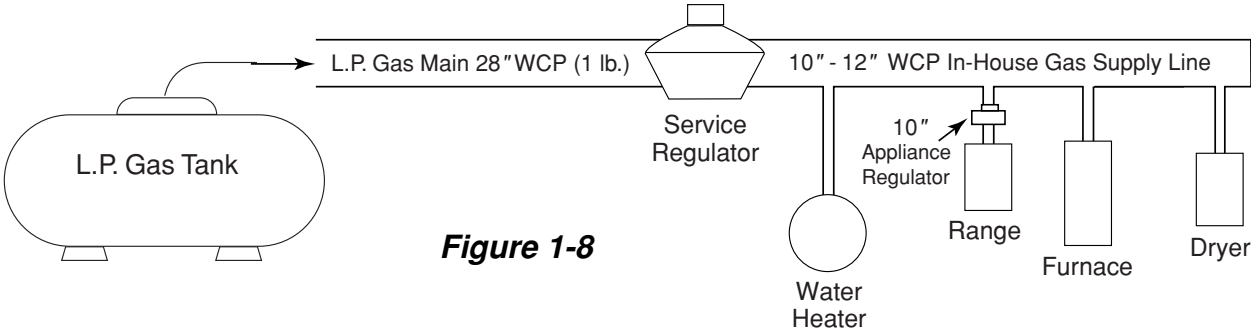 L.P. Gas Main 28" WCP (1 lb.)
10" - 12" WCP In-House Gas Supply Line
L.P. Gas Tank
Service
Regulator
10"
Appliance
Regulator
Range
Furnace
Dryer
Water
Heater
Figure 1-8